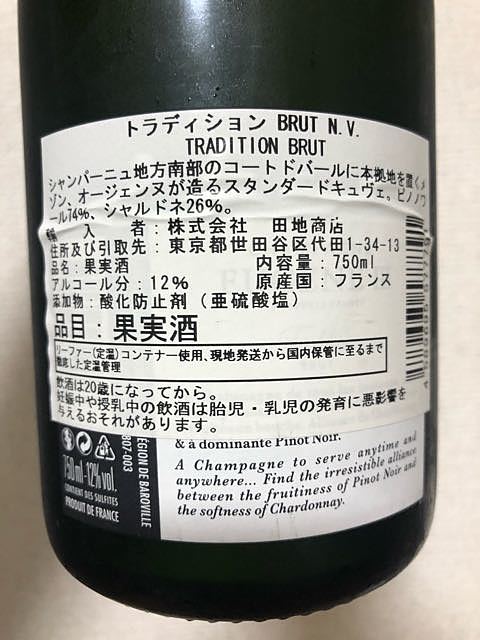 トラディション BRUT N.V.
TRADITION BRUT
シャンパーニュ地方南部のコートドバールに本拠地を置くメ
ゾン、オージェンヌが造るスタンダードキュヴェ。ピノノワ
ール74%、シャルドネ26%。
輸 入 者：株式会社 田地商店
住所及び引取先：東京都世田谷区代田1-34-13
品名：果実酒 内容量：750ml
アルコール分：12% 原産国：フランス
添加物：酸化防止剤（亜硫酸塩）
品目：果実酒
リーファー(定温)コンテナー使用、現地発送から国内保管に至るまで
徹底した定温管理
飲酒は20歳になってから。
妊娠中や授乳中の飲酒は胎児・乳児の発育に悪影響を
与えるおそれがあります。
& à dominante Pinot Noir.
A Champagne to serve anytime and
anywhere... Find the irresistible alliance
between the fruitiness of Pinot Noir and
the softness of Chardonnay.
750ml-12%vol.
CONTIENT DES SULFITES
PRODUIT DE FRANCE
807-003
RÉGION DE BAROVILLE